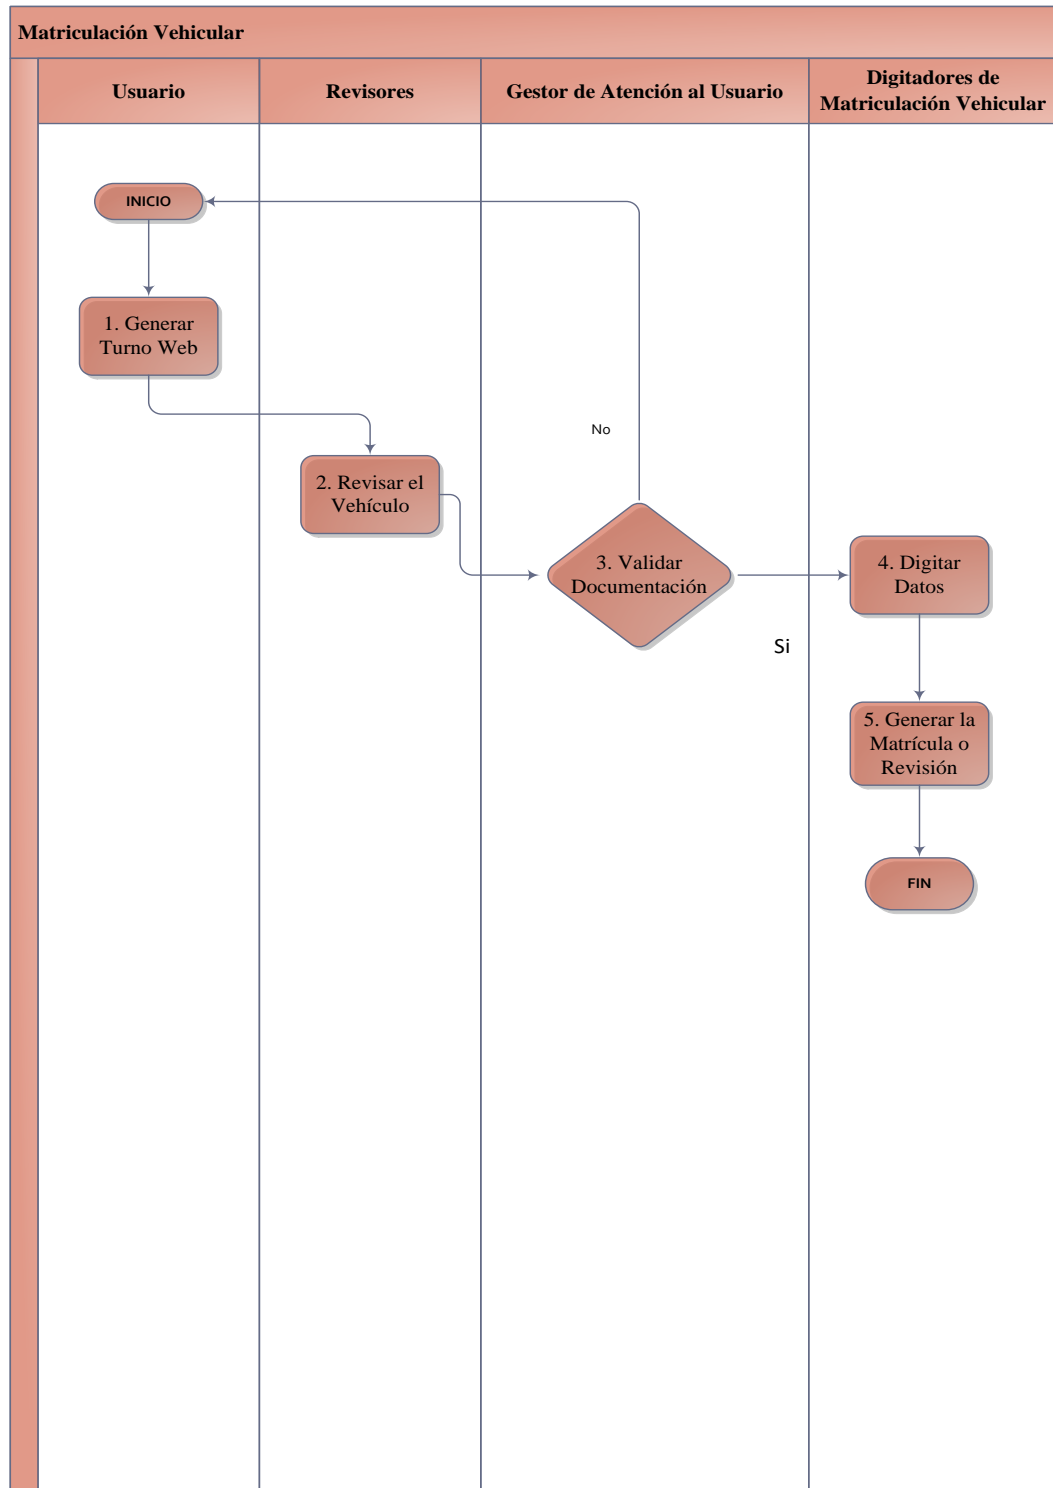 Matriculación Vehicular
Usuario
Revisores
Gestor de Atención al Usuario
Digitadores de
Matriculación Vehicular
INICIO
1. Generar
Turno Web
No
2. Revisar el
Vehículo
3. Validar
Documentación
4. Digitar
Datos
Si
5. Generar la
Matrícula o
Revisión
FIN